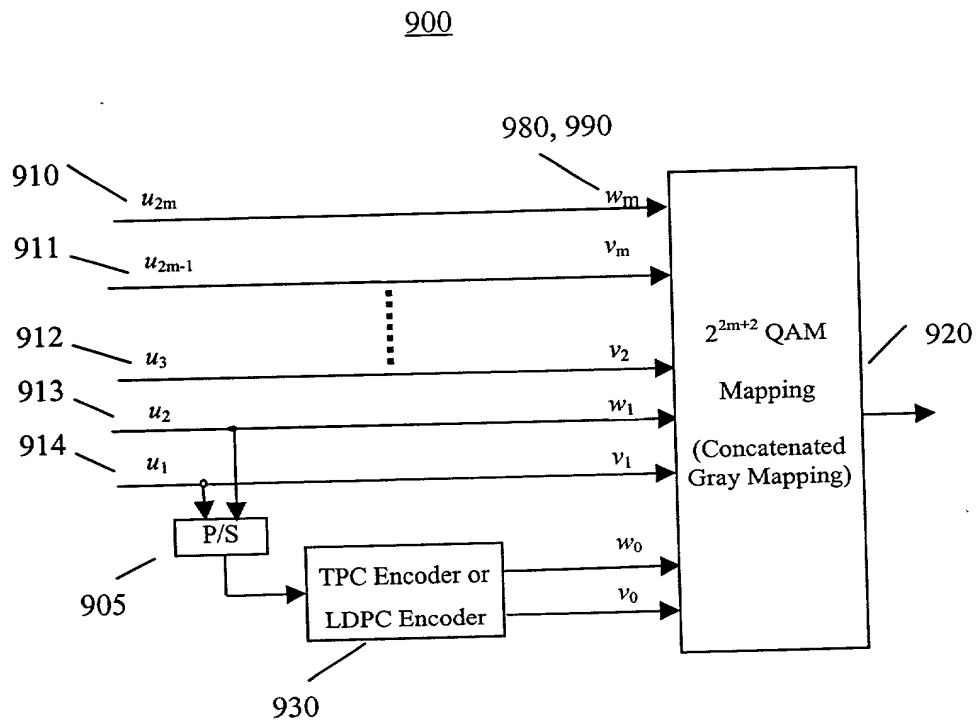 900
980, 990
910
u2m
wm
911
u2m-1
vm
912
u3
v2
913
u2
w1
914
u1
v1
2^{2m+2} QAM
Mapping
(Concatenated
Gray Mapping)
920
P/S
905
TPC Encoder or
LDPC Encoder
w0
v0
930